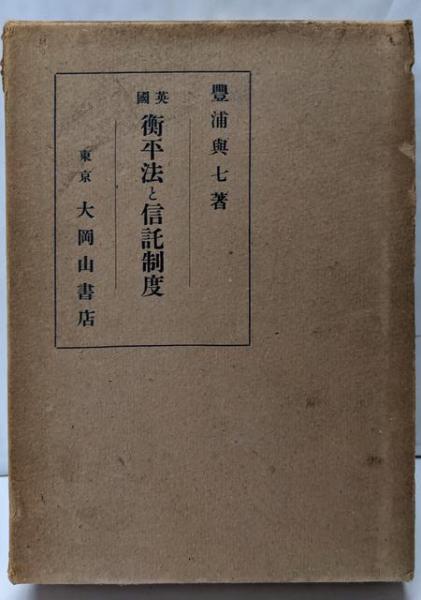 豐浦與七著
英國 衡平法と信託制度
東京 大岡山書店